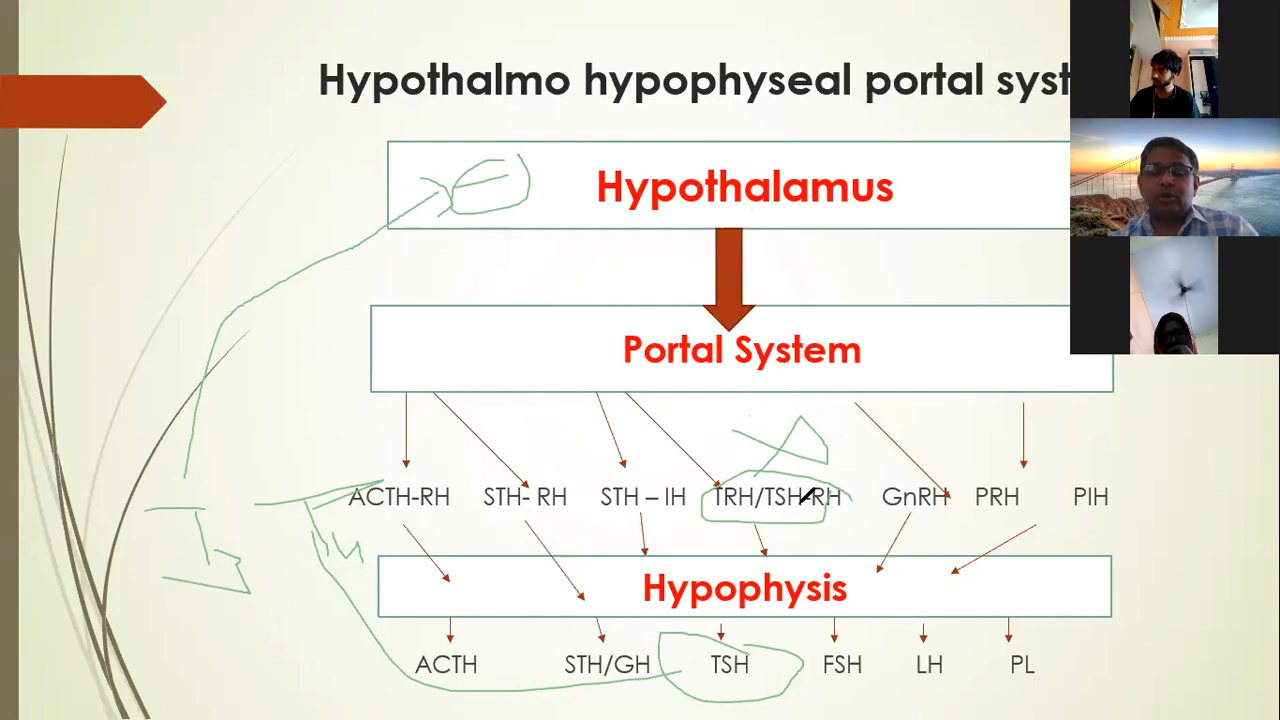 Hypothalmo hypophyseal portal syst
Hypothalamus
Portal System
ACTH-RH STH- RH STH – IH TRH/TSH-RH GnRH PRH PIH
Hypophysis
ACTH STH/GH TSH FSH LH PL